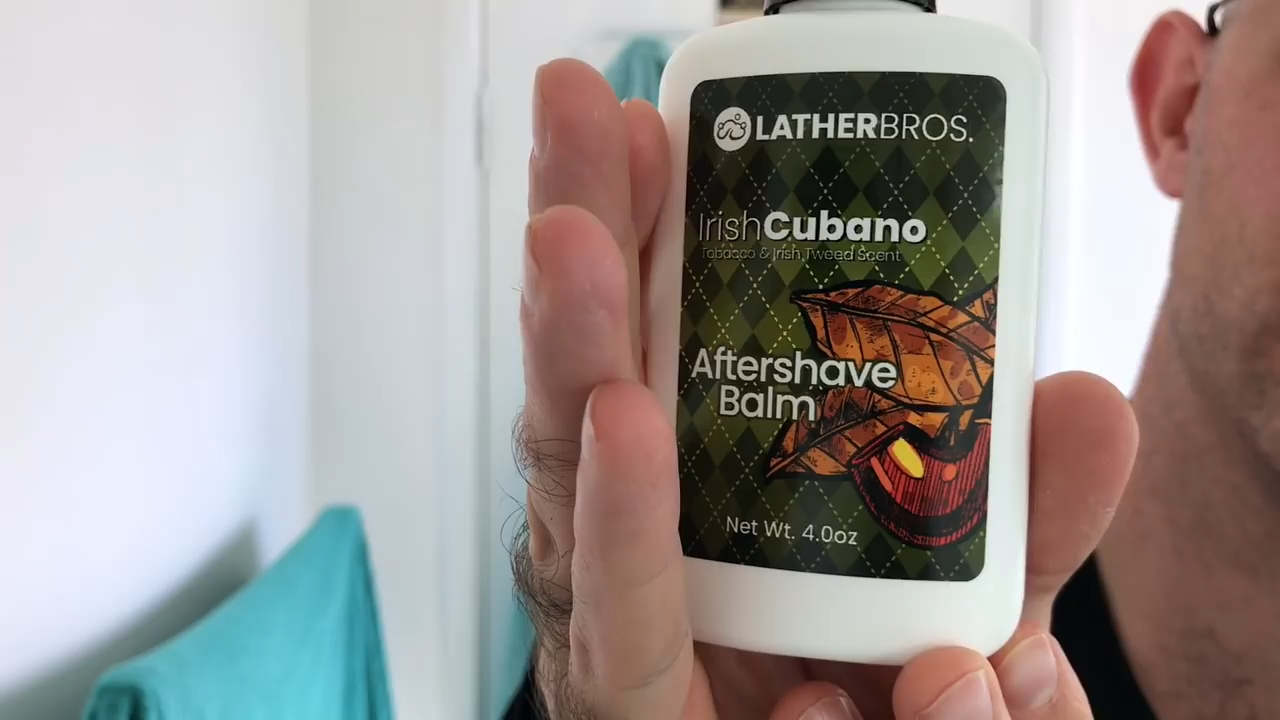 LATHERBROS.
IrishCubano
Tobacco & Irish Tweed Scent
Aftershave
Balm
Net Wt. 4.0oz